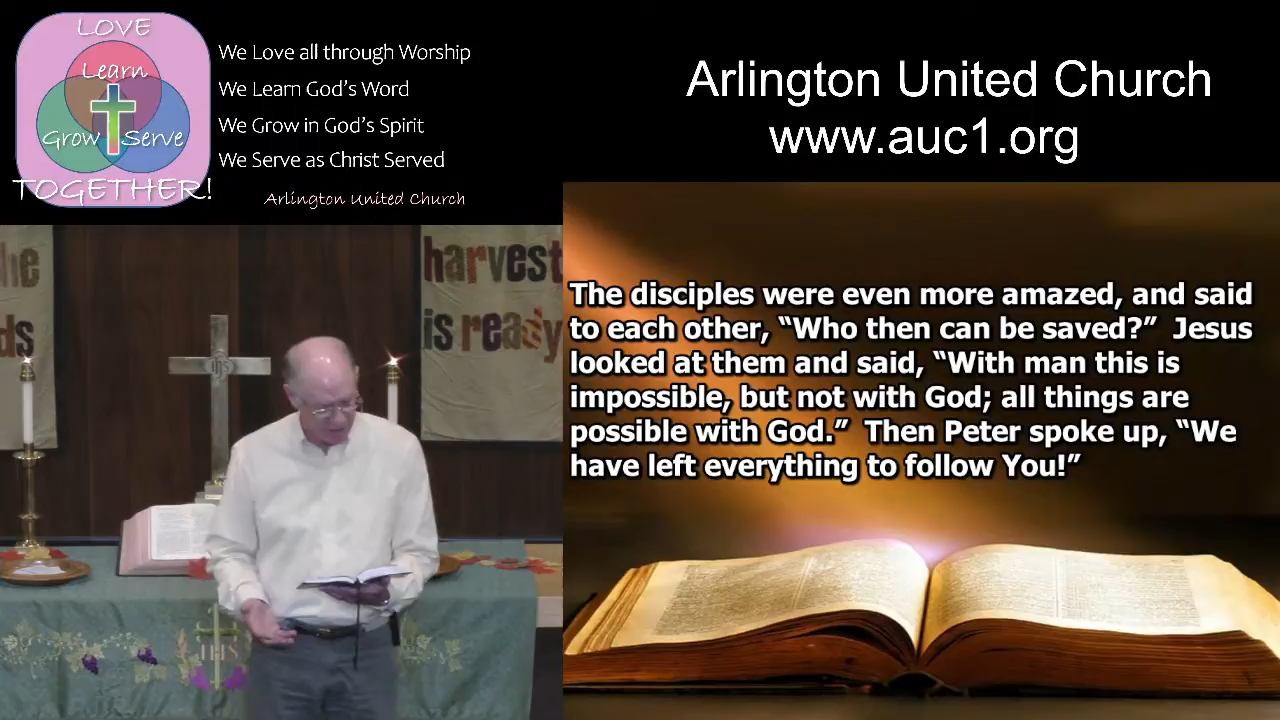 LOVE
Learn
Grow
Serve
TOGETHER!
We Love all through Worship
We Learn God's Word
We Grow in God's Spirit
We Serve as Christ Served
Arlington United Church
Arlington United Church
www.auc1.org
The disciples were even more amazed, and said
to each other, “Who then can be saved?” Jesus
looked at them and said, “With man this is
impossible, but not with God; all things are
possible with God.” Then Peter spoke up, “We
have left everything to follow You!”
harvest
is ready
IHS